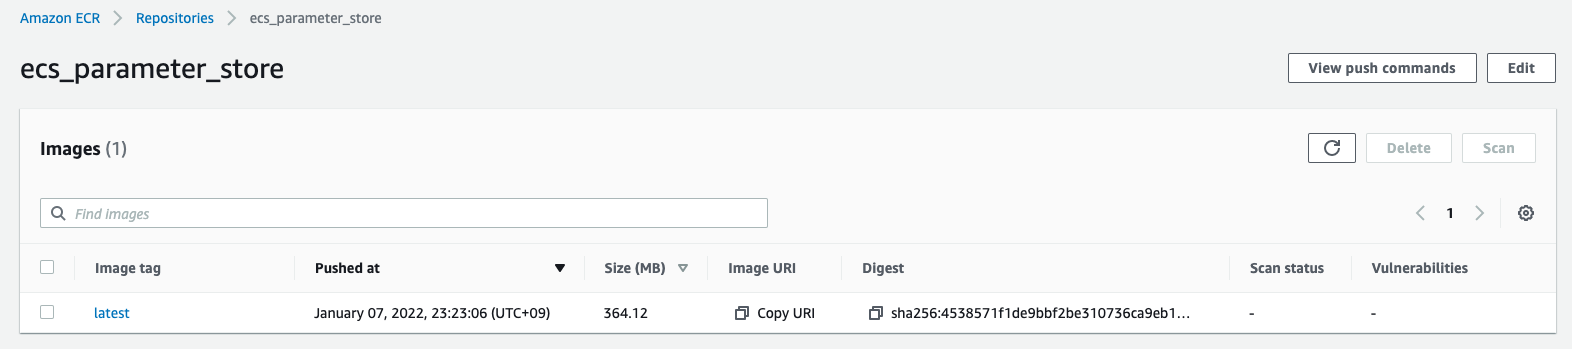 Amazon ECR > Repositories > ecs_parameter_store
ecs_parameter_store
View push commands Edit
Images (1)
Delete Scan
Find images
1
Image tag Pushed at Size (MB) Image URI Digest Scan status Vulnerabilities
latest January 07, 2022, 23:23:06 (UTC+09) 364.12 Copy URI sha256:4538571f1de9bbf2be310736ca9eb1... - -